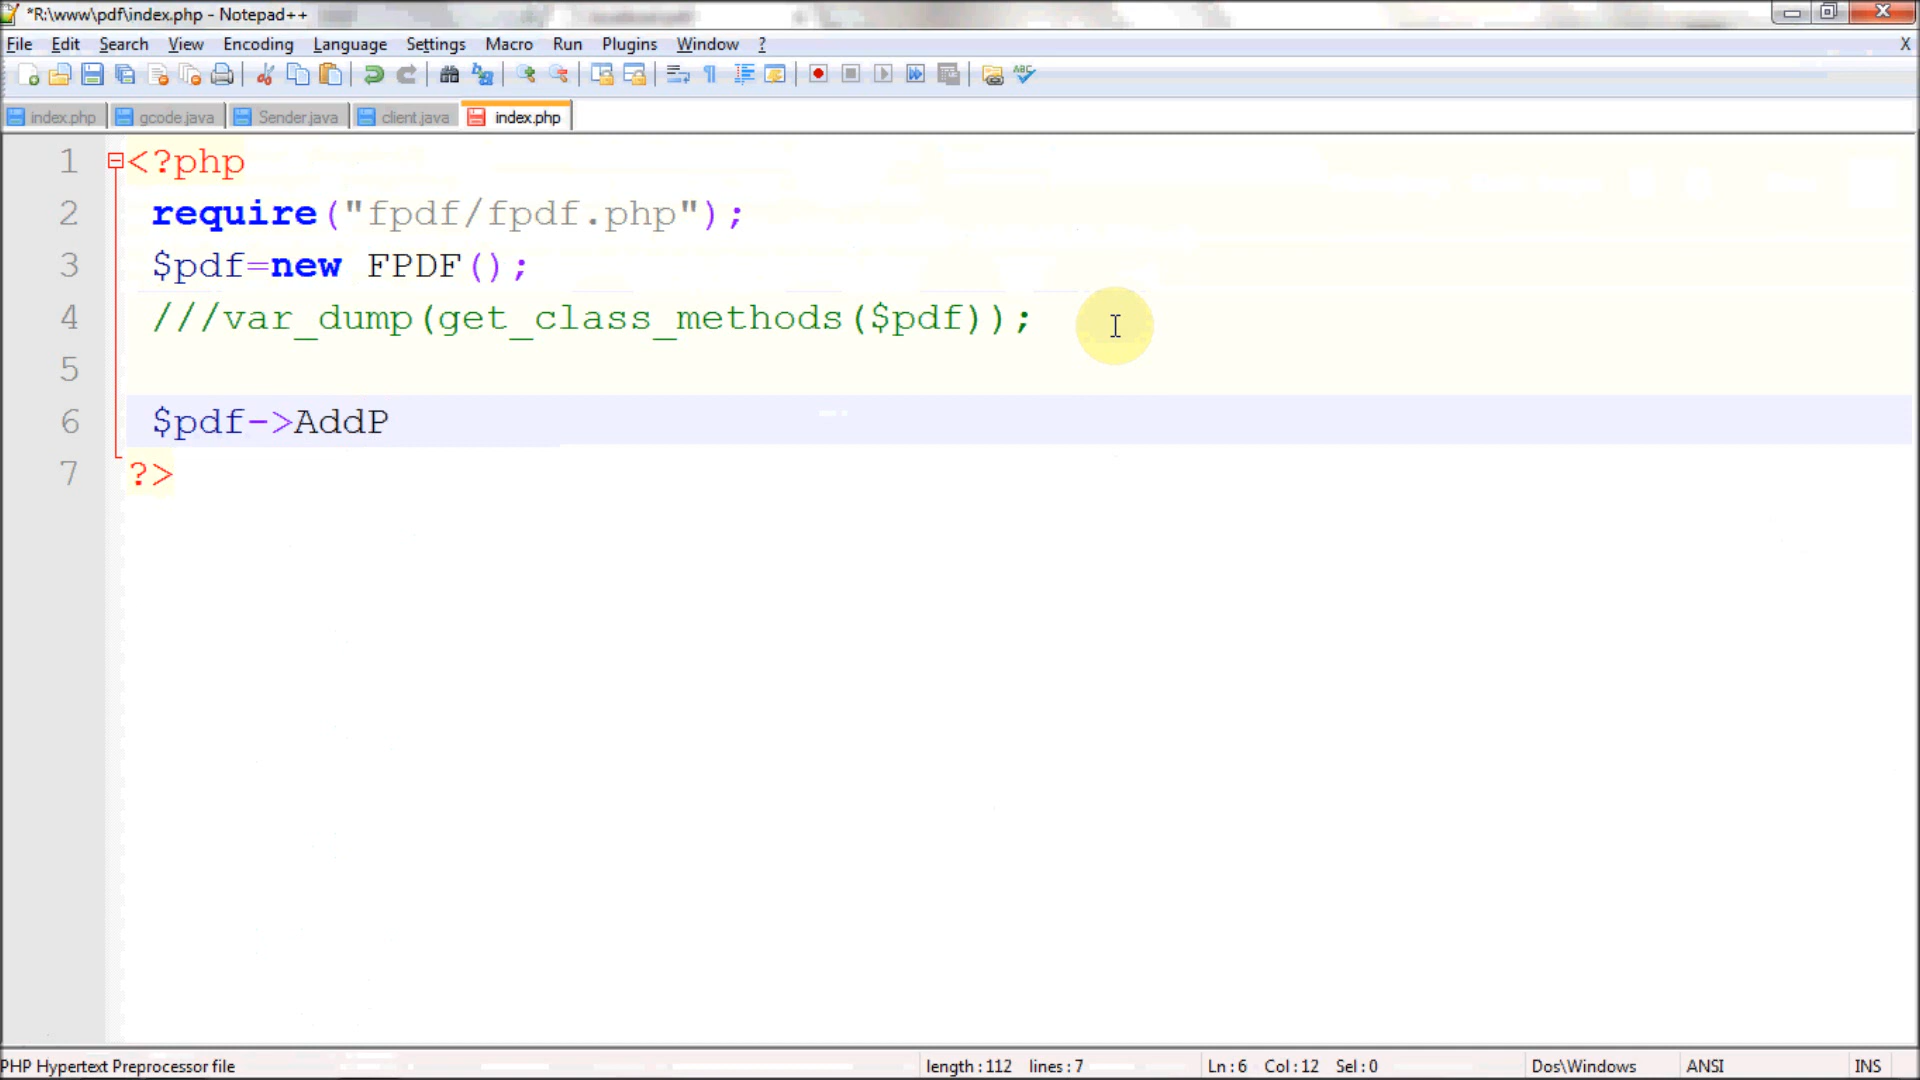 *R:\www\pdf\index.php - Notepad++
File Edit Search View Encoding Language Settings Macro Run Plugins Window ? X
index.php gcode.java Sender.java client.java index.php
1 <?php
2 require("fpdf/fpdf.php");
3 $pdf=new FPDF();
4 ///var_dump(get_class_methods($pdf));
5
6 $pdf->AddP
7 ?>
PHP Hypertext Preprocessor file length : 112 lines : 7 Ln : 6 Col : 12 Sel : 0 Dos\Windows ANSI INS